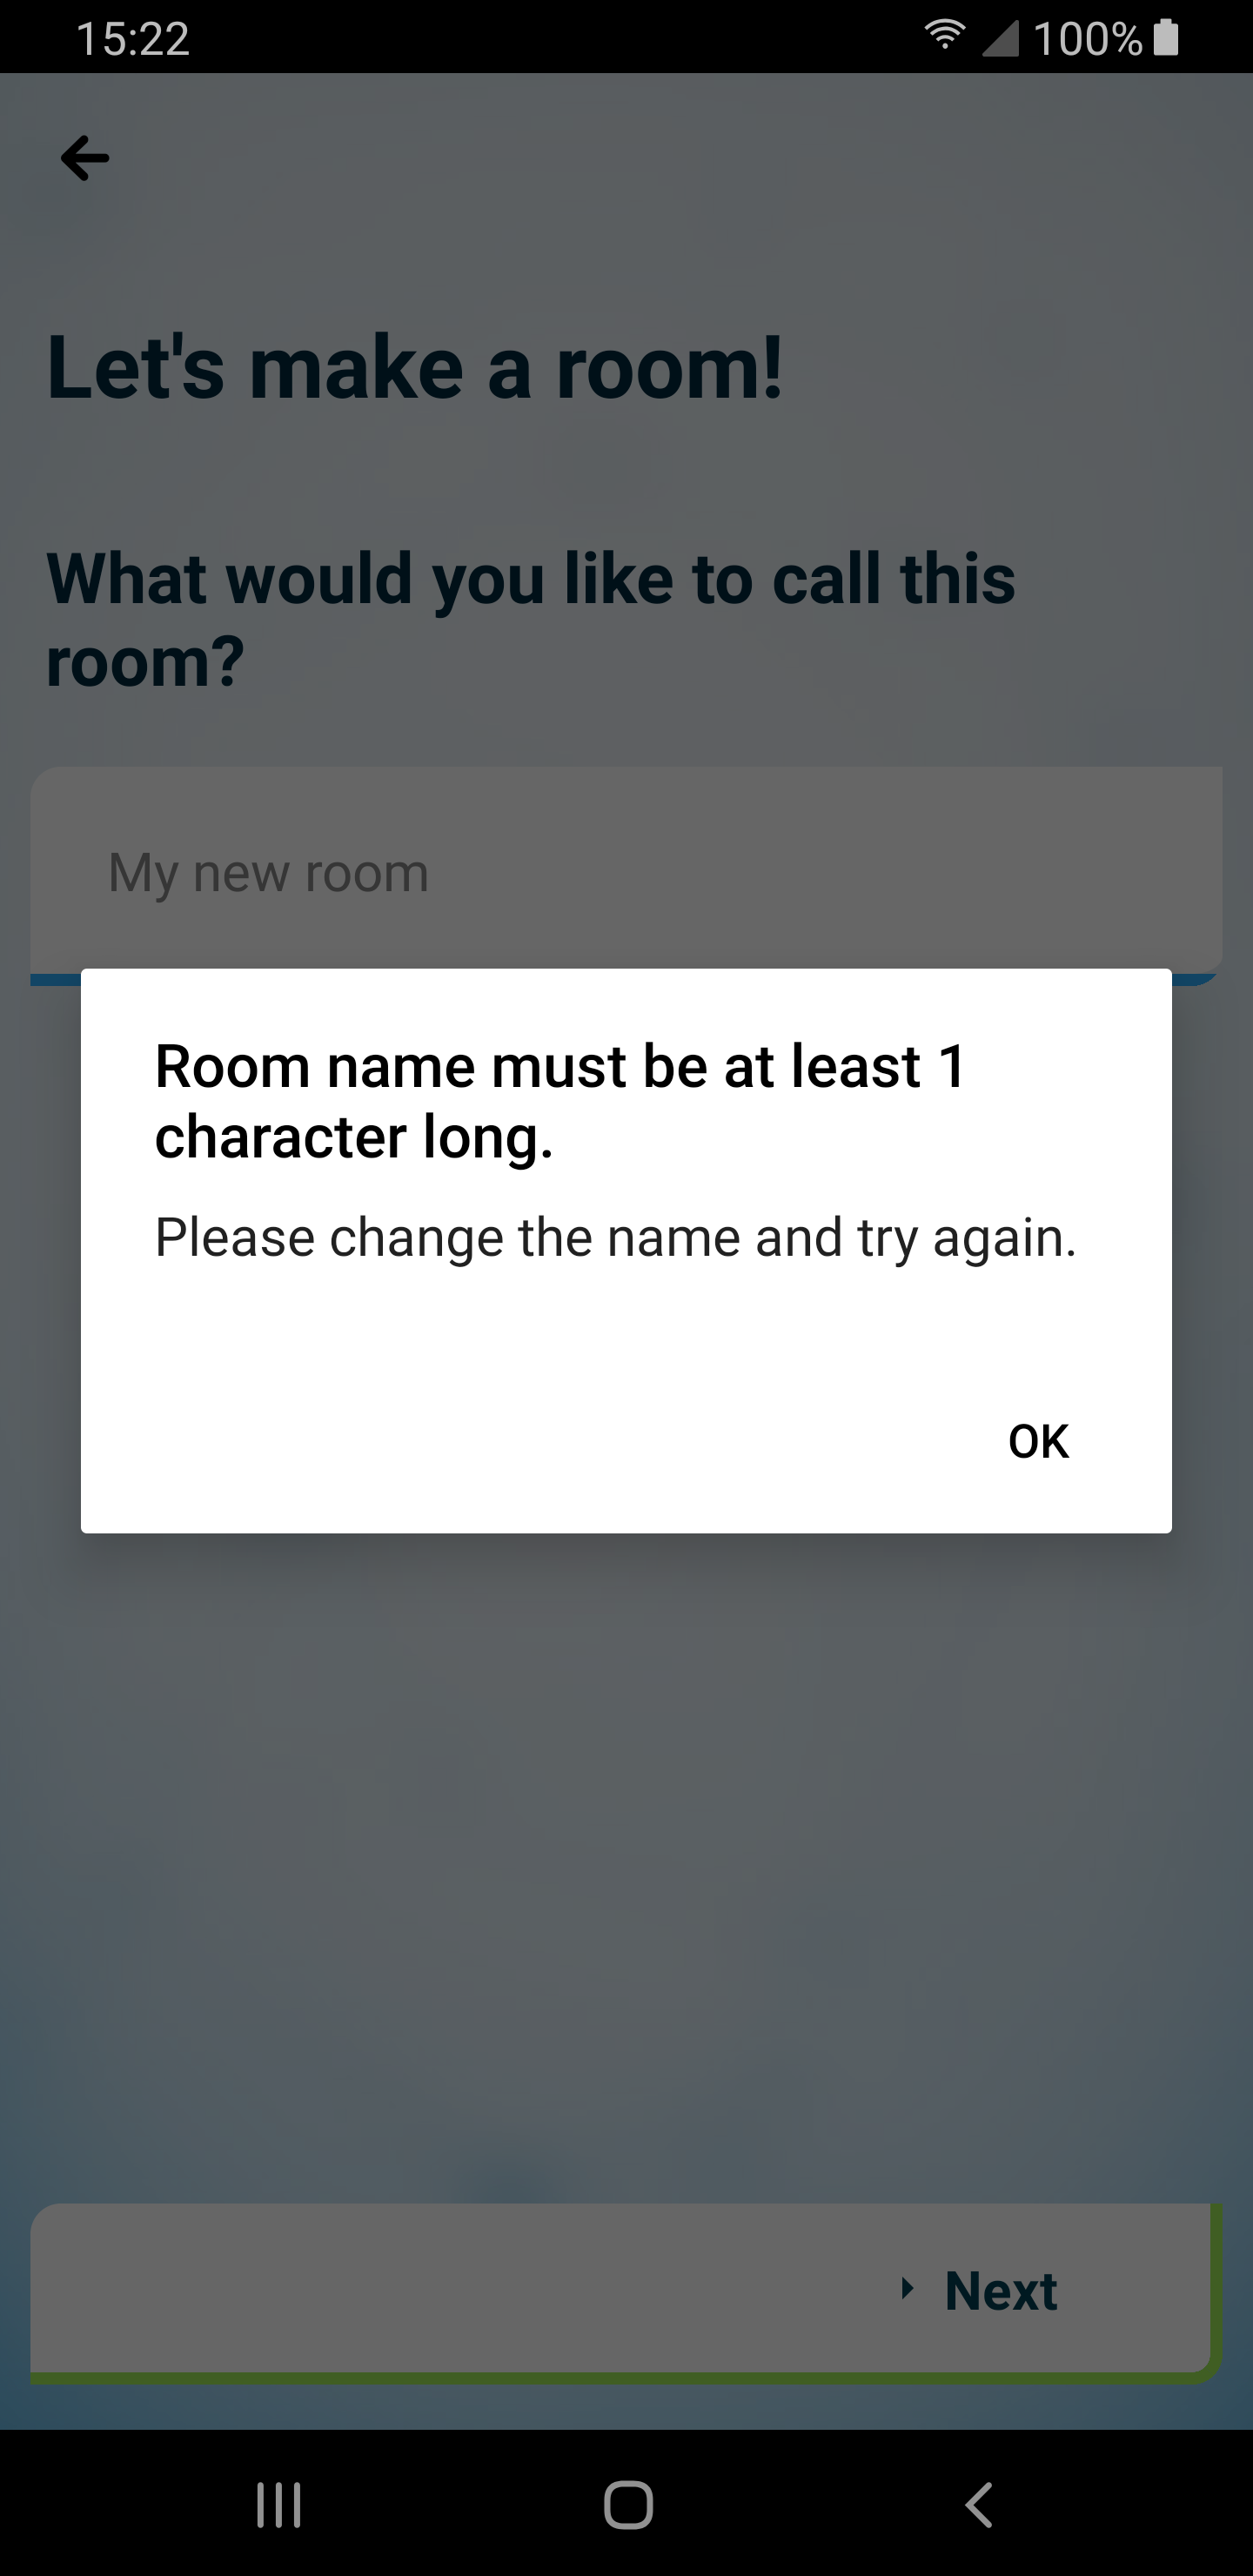 15:22
100%
Let's make a room!
What would you like to call this
room?
My new room
Room name must be at least 1
character long.
Please change the name and try again.
OK
Next